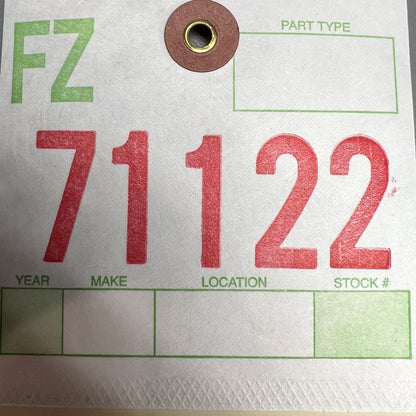 FZ
PART TYPE
71122
YEAR MAKE LOCATION STOCK #